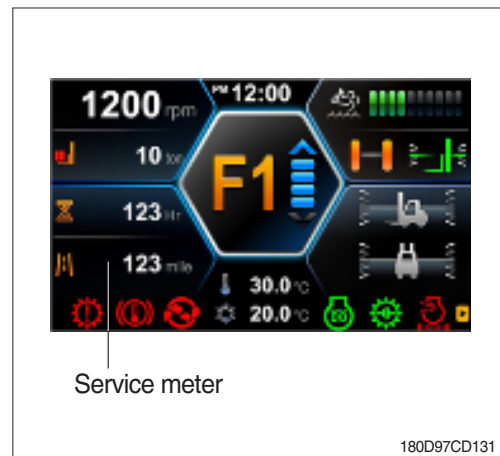 1200 rpm
PM 12:00
10 ton
F1
123 Hr
123 mile
30.0 °C
20.0 °C
Service meter
180D97CD131